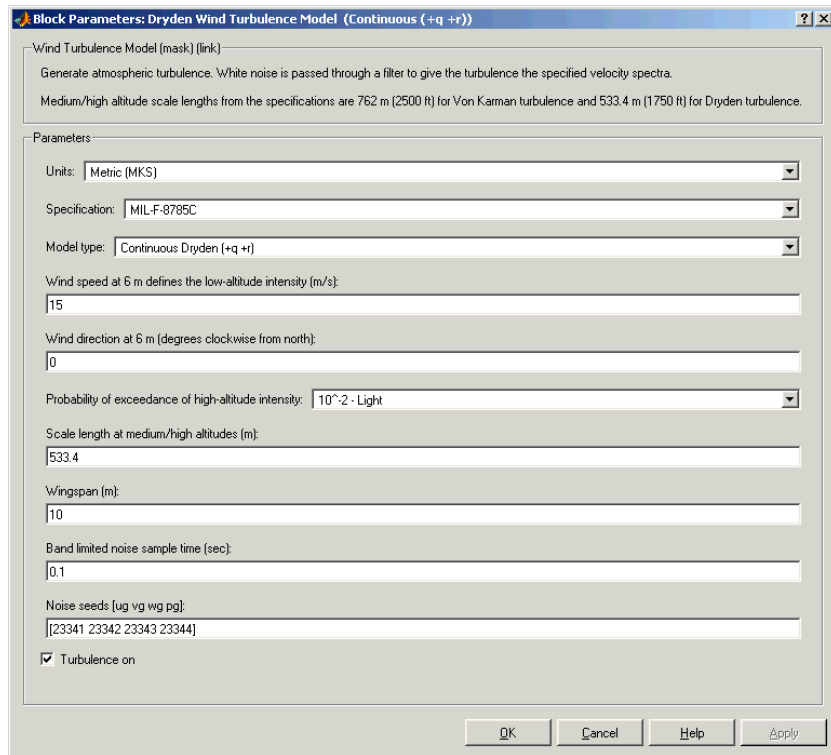 Block Parameters: Dryden Wind Turbulence Model (Continuous (+q +r))
Wind Turbulence Model (mask) (link)
Generate atmospheric turbulence. White noise is passed through a filter to give the turbulence the specified velocity spectra.
Medium/high altitude scale lengths from the specifications are 762 m (2500 ft) for Von Karman turbulence and 533.4 m (1750 ft) for Dryden turbulence.
Parameters
Units: Metric (MKS)
Specification: MIL-F-8785C
Model type: Continuous Dryden (+q +r)
Wind speed at 6 m defines the low-altitude intensity (m/s):
15
Wind direction at 6 m (degrees clockwise from north):
0
Probability of exceedance of high-altitude intensity: 10^-2 - Light
Scale length at medium/high altitudes (m):
533.4
Wingspan (m):
10
Band limited noise sample time (sec):
0.1
Noise seeds [ug vg wg pg]:
[23341 23342 23343 23344]
Turbulence on
OK Cancel Help Apply